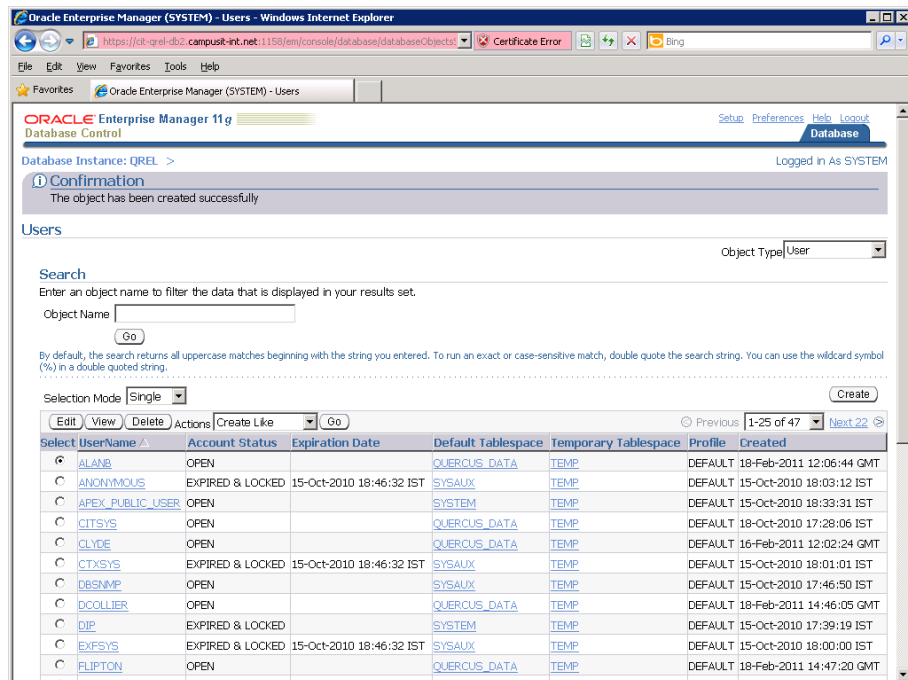 Oracle Enterprise Manager (SYSTEM) - Users - Windows Internet Explorer
https://cit-qrel-db2.campusit-int.net:1158/em/console/database/databaseObjects! Certificate Error Bing
File Edit View Favorites Tools Help
Favorites Oracle Enterprise Manager (SYSTEM) - Users
ORACLE Enterprise Manager 11g Setup Preferences Help Logout
Database Control Database
Database Instance: QREL > Logged in As SYSTEM
Confirmation
The object has been created successfully
Users
Object Type User
Search
Enter an object name to filter the data that is displayed in your results set.
Object Name
Go
By default, the search returns all uppercase matches beginning with the string you entered. To run an exact or case-sensitive match, double quote the search string. You can use the wildcard symbol
(%) in a double quoted string.
Selection Mode Single Create
Edit View Delete Actions Create Like Go Previous 1-25 of 47 Next 22
Select UserName Account Status Expiration Date Default Tablespace Temporary Tablespace Profile Created
ALANB OPEN QUERCUS_DATA TEMP DEFAULT 18-Feb-2011 12:06:44 GMT
ANONYMOUS EXPIRED & LOCKED 15-Oct-2010 18:46:32 IST SYSAUX TEMP DEFAULT 15-Oct-2010 18:03:12 IST
APEX_PUBLIC_USER OPEN SYSTEM TEMP DEFAULT 15-Oct-2010 18:33:31 IST
CITSYS OPEN QUERCUS_DATA TEMP DEFAULT 18-Oct-2010 17:28:06 IST
CLYDE OPEN QUERCUS_DATA TEMP DEFAULT 16-Feb-2011 12:02:24 GMT
CTXSYS EXPIRED & LOCKED 15-Oct-2010 18:46:32 IST SYSAUX TEMP DEFAULT 15-Oct-2010 18:01:01 IST
DBSNMP OPEN SYSAUX TEMP DEFAULT 15-Oct-2010 17:46:50 IST
DCOLLIER OPEN QUERCUS_DATA TEMP DEFAULT 18-Feb-2011 14:46:05 GMT
DIP EXPIRED & LOCKED SYSTEM TEMP DEFAULT 15-Oct-2010 17:39:19 IST
EXFSYS EXPIRED & LOCKED 15-Oct-2010 18:46:32 IST SYSAUX TEMP DEFAULT 15-Oct-2010 18:00:00 IST
FLIPTON OPEN QUERCUS_DATA TEMP DEFAULT 18-Feb-2011 14:47:20 GMT